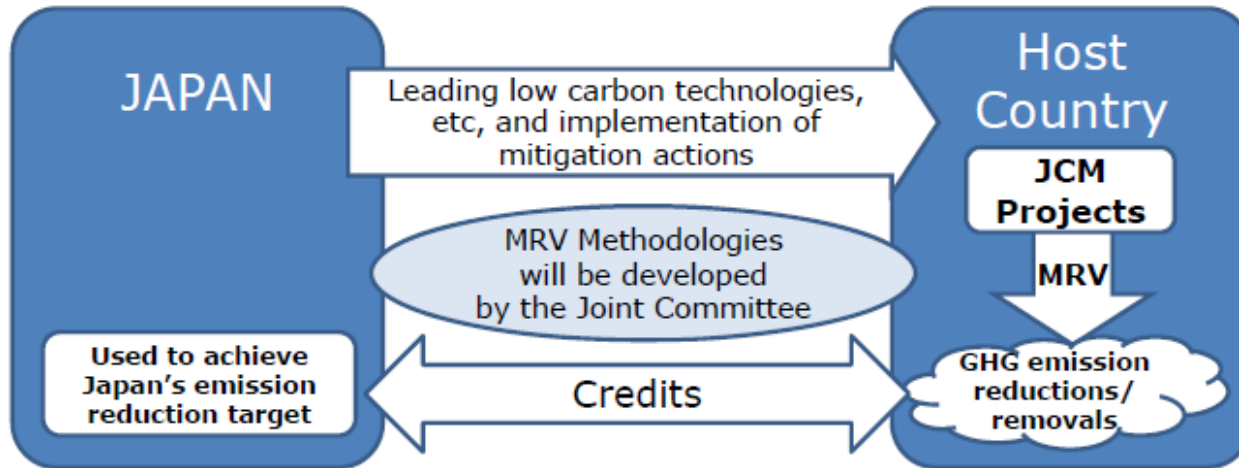 JAPAN
Leading low carbon technologies,
etc, and implementation of
mitigation actions
Host
Country
JCM
Projects
MRV Methodologies
will be developed
by the Joint Committee
MRV
Used to achieve
Japan's emission
reduction target
Credits
GHG emission
reductions/
removals